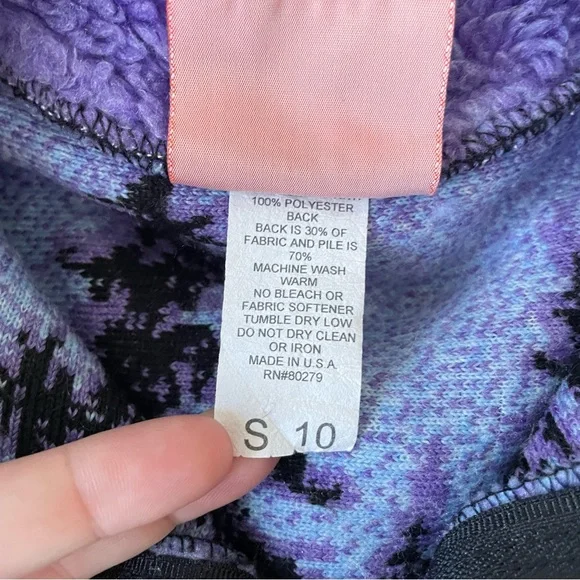 100% POLYESTER
BACK
BACK IS 30% OF
FABRIC AND PILE IS
70%
MACHINE WASH
WARM
NO BLEACH OR
FABRIC SOFTENER
TUMBLE DRY LOW
DO NOT DRY CLEAN
OR IRON
MADE IN U.S.A.
RN#80279
S 10